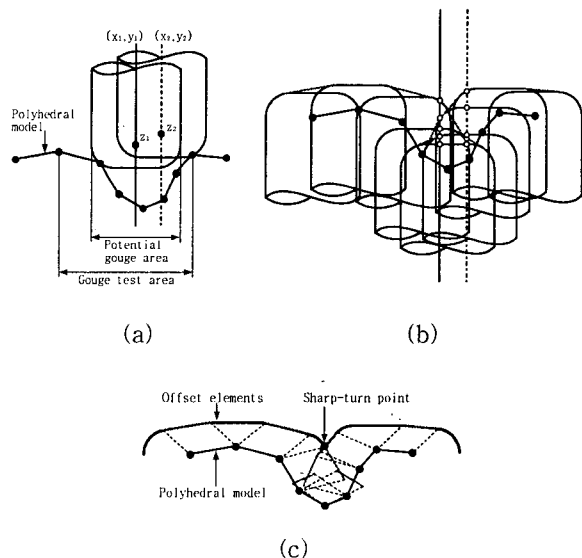 (x₁,y₁) (x₂,y₂)
Polyhedral
model
z₁
z₂
Potential
gouge area
Gouge test area
(a)
(b)
Offset elements
Sharp-turn point
Polyhedral model
(c)